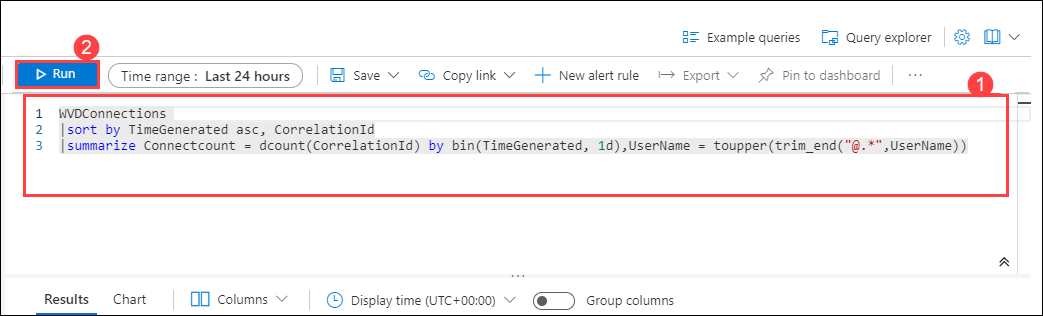 Example queries Query explorer
2
Run Time range : Last 24 hours Save Copy link New alert rule Export Pin to dashboard ...
1
1 WVDConnections
2 |sort by TimeGenerated asc, CorrelationId
3 |summarize Connectcount = dcount(CorrelationId) by bin(TimeGenerated, 1d),UserName = toupper(trim_end("@.*",UserName))
...
Results Chart Columns Display time (UTC+00:00) Group columns